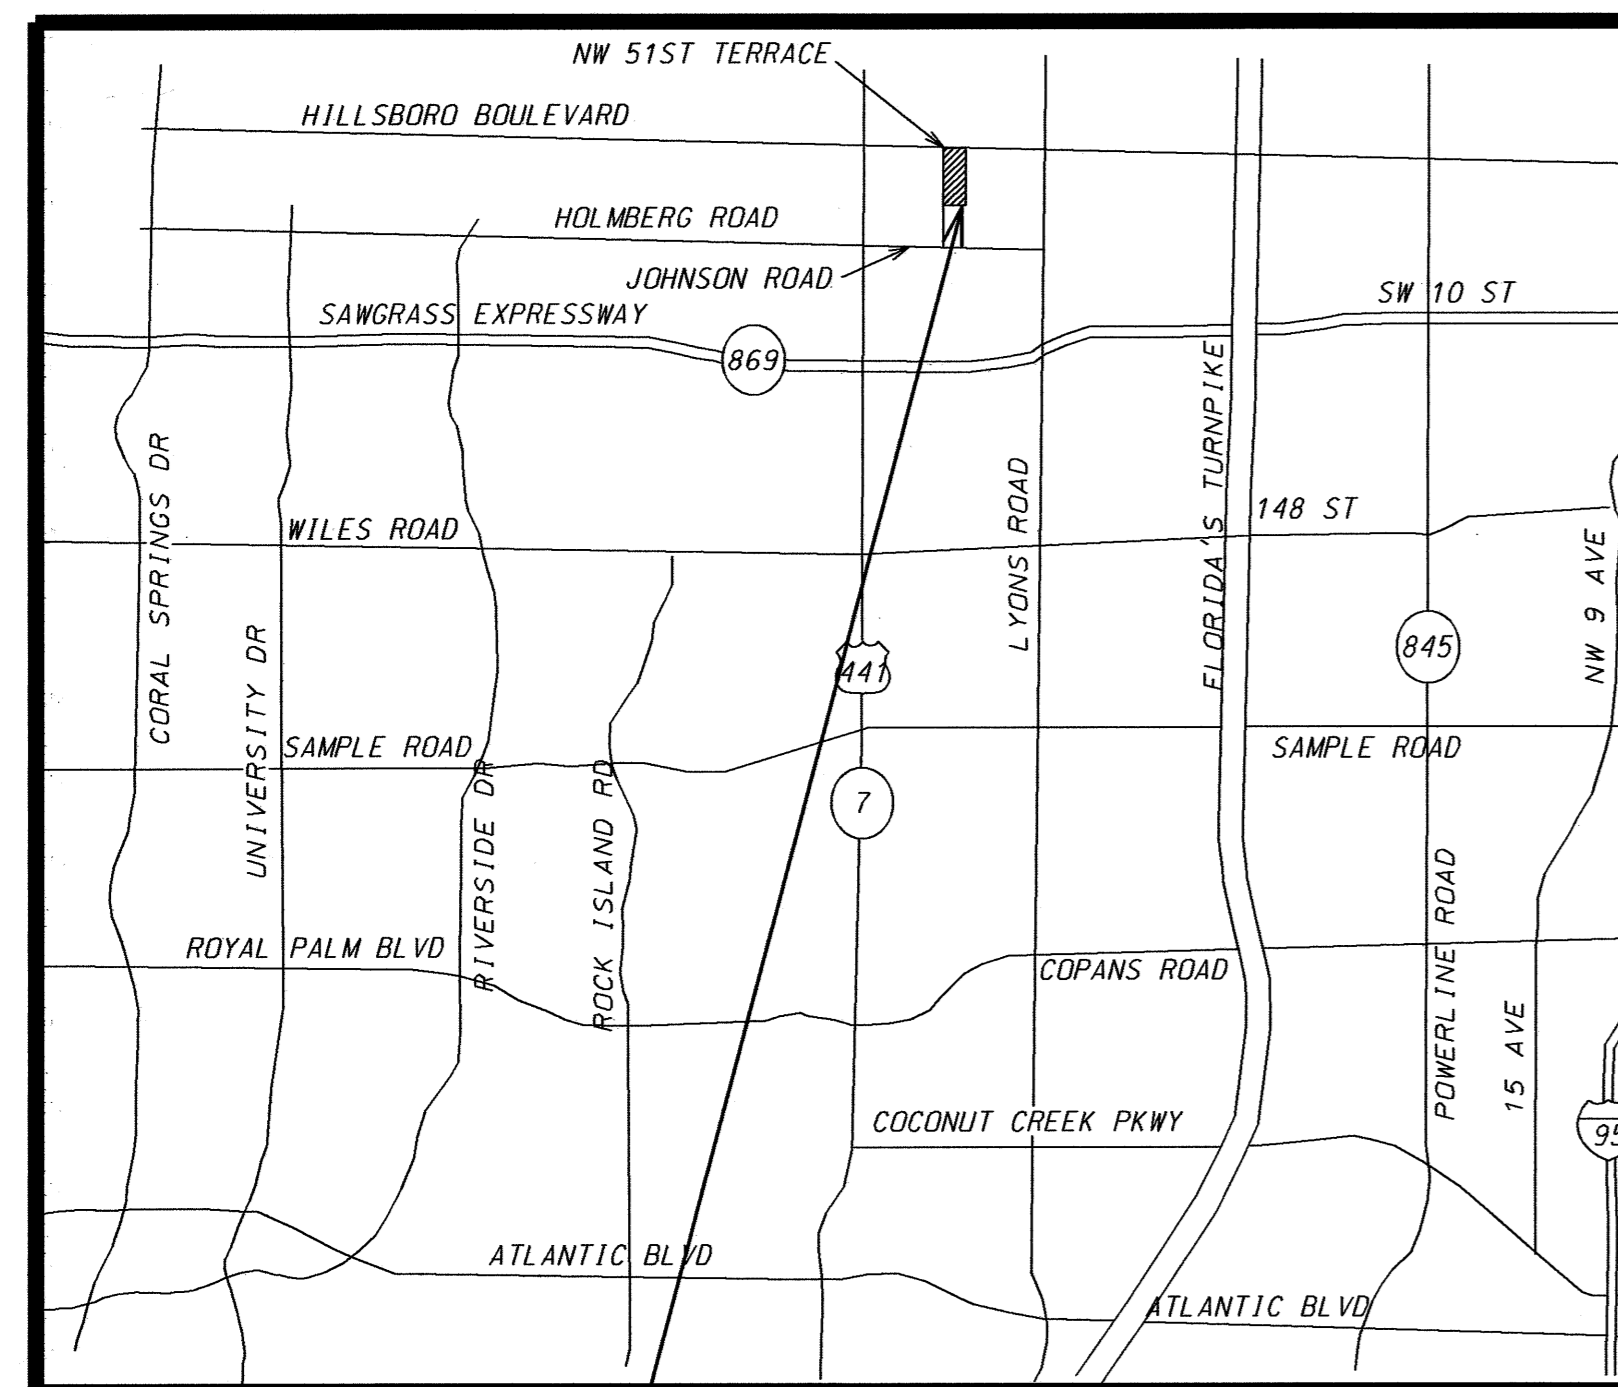 NW 51ST TERRACE
HILLSBORO BOULEVARD
HOLMBERG ROAD
JOHNSON ROAD
SAWGRASS EXPRESSWAY
SW 10 ST
869
FLORIDA'S TURNPIKE
CORAL SPRINGS DR
LYONS ROAD
148 ST
WILES ROAD
NW 9 AVE
UNIVERSITY DR
441
845
SAMPLE ROAD
SAMPLE ROAD
RIVERSIDE DR
ROCK ISLAND RD
7
POWERLINE ROAD
ROYAL PALM BLVD
COPANS ROAD
15 AVE
COCONUT CREEK PKWY
95
ATLANTIC BLVD
ATLANTIC BLVD